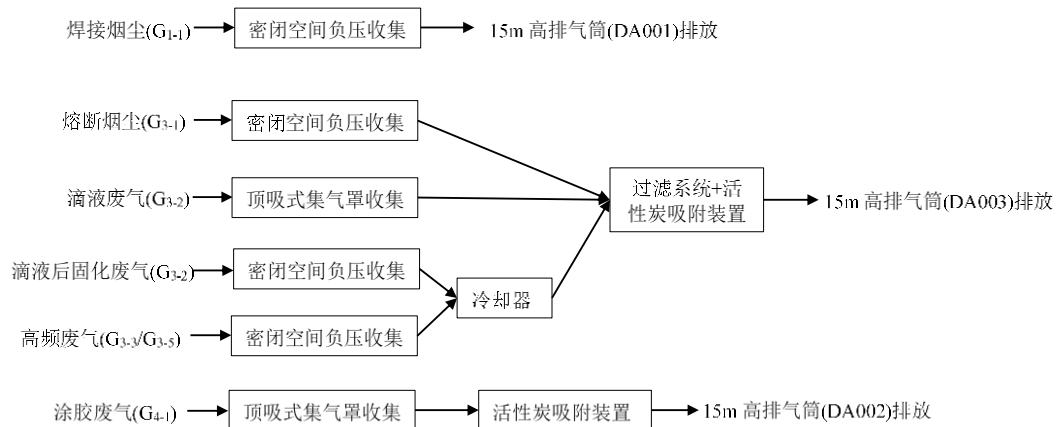 焊接烟尘(G1-1)
密闭空间负压收集
15m 高排气筒(DA001)排放
熔断烟尘(G3-1)
密闭空间负压收集
滴液废气(G3-2)
顶吸式集气罩收集
过滤系统+活
性炭吸附装置
15m 高排气筒(DA003)排放
滴液后固化废气(G3-2)
密闭空间负压收集
冷却器
高频废气(G3-3/G3-5)
密闭空间负压收集
涂胶废气(G4-1)
顶吸式集气罩收集
活性炭吸附装置
15m 高排气筒(DA002)排放